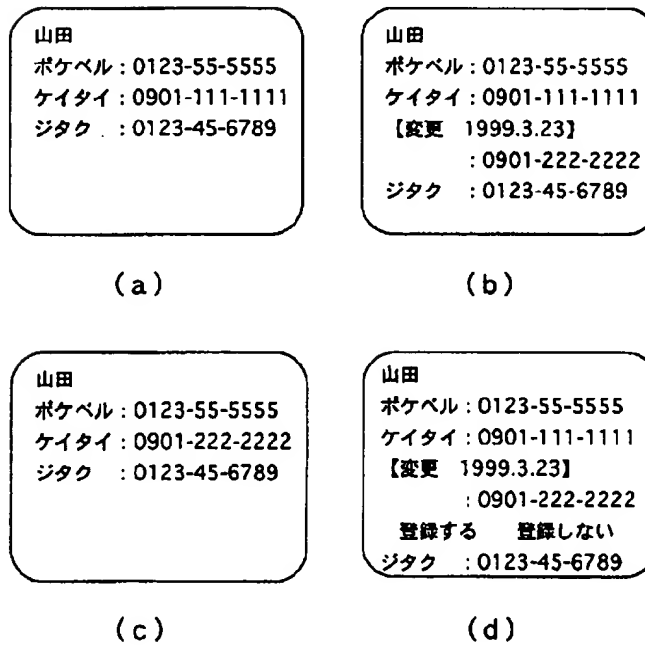 山田
ポケベル：0123-55-5555
ケイタイ：0901-111-1111
ジタク　：0123-45-6789
(a)
山田
ポケベル：0123-55-5555
ケイタイ：0901-111-1111
【変更　1999.3.23】
：0901-222-2222
ジタク　：0123-45-6789
(b)
山田
ポケベル：0123-55-5555
ケイタイ：0901-222-2222
ジタク　：0123-45-6789
(c)
山田
ポケベル：0123-55-5555
ケイタイ：0901-111-1111
【変更　1999.3.23】
：0901-222-2222
登録する　登録しない
ジタク　：0123-45-6789
(d)